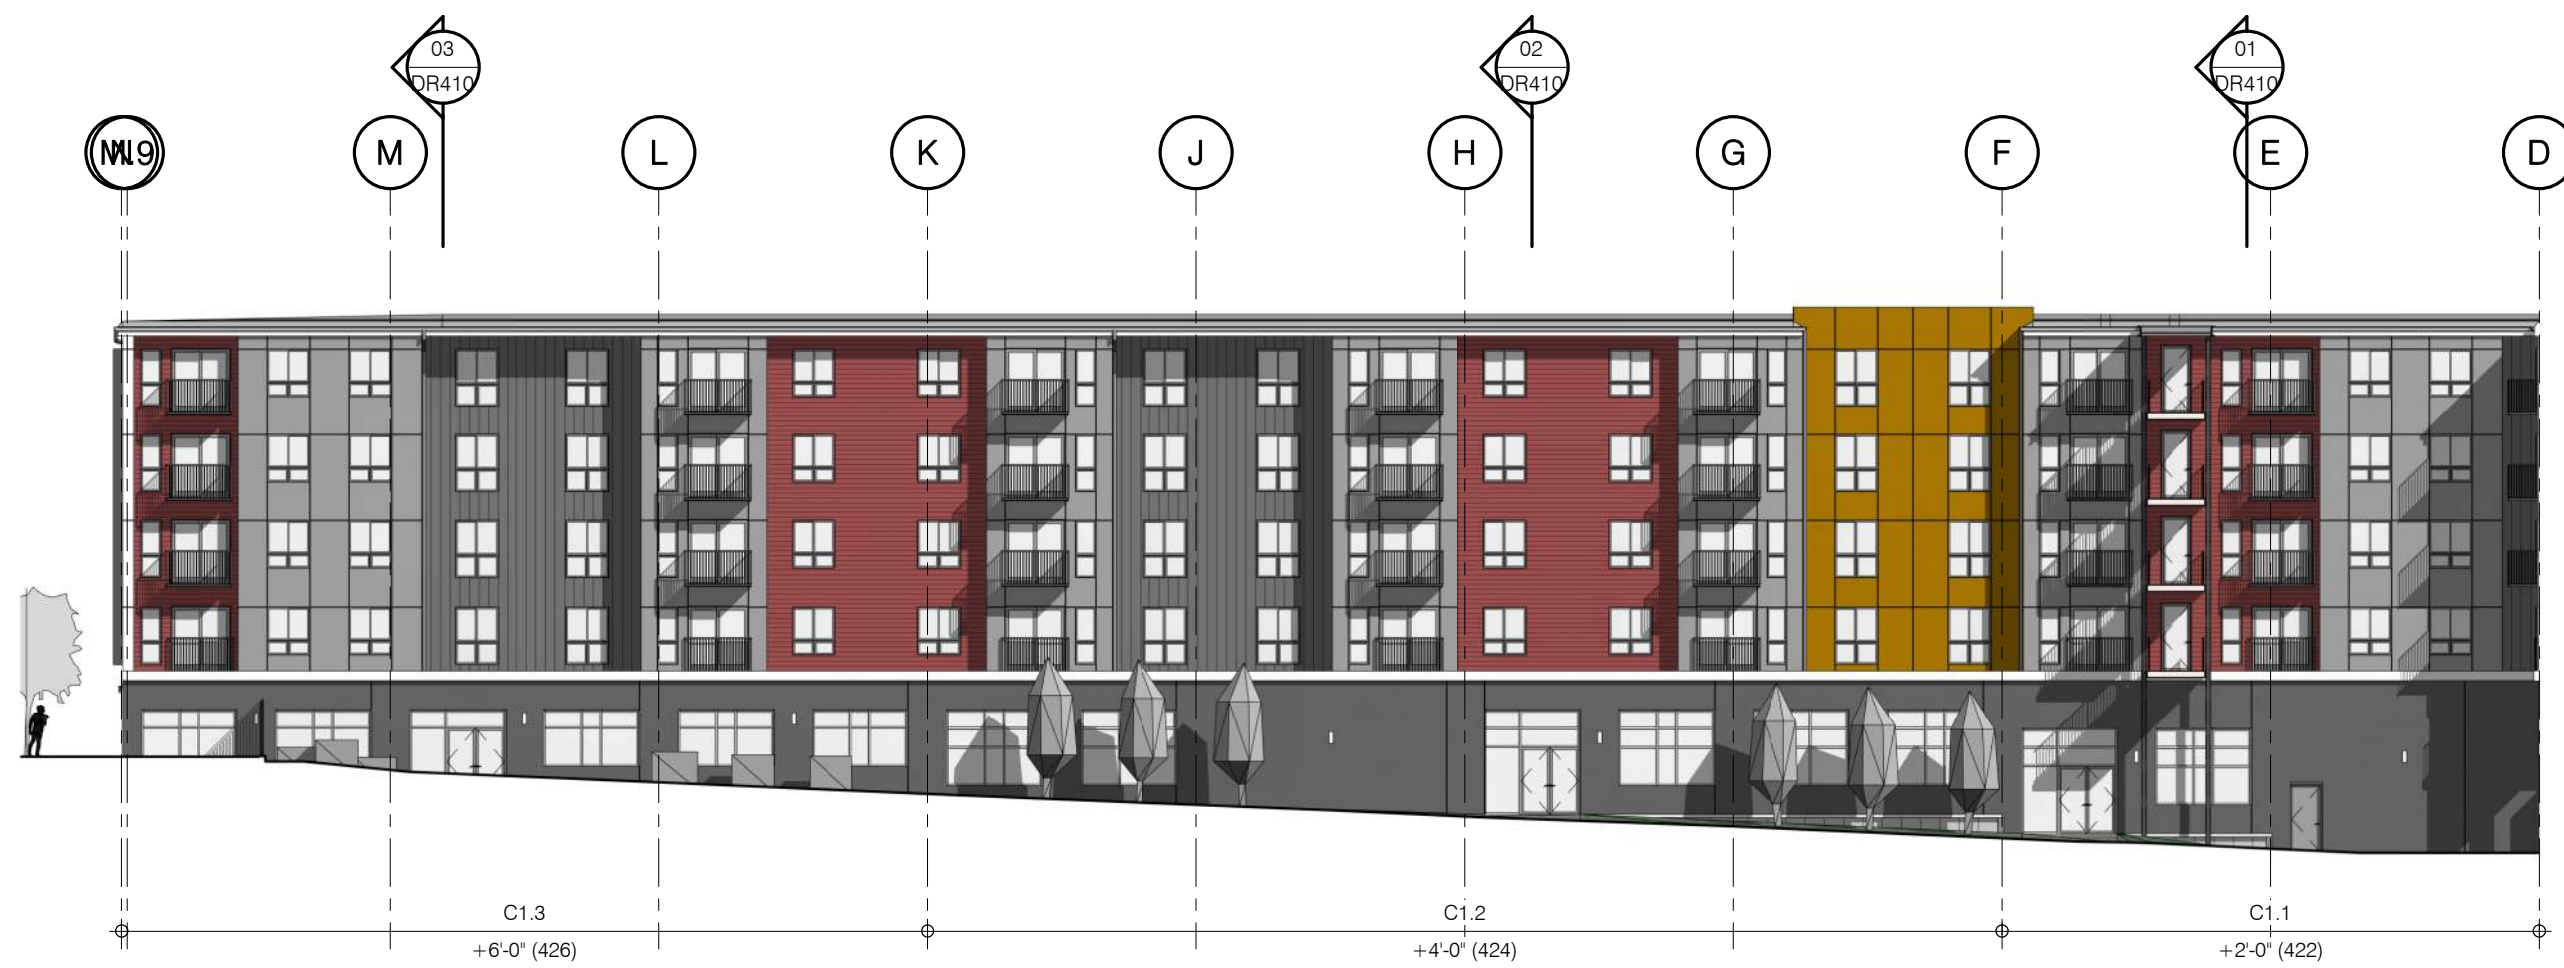 03
DR410
02
DR410
01
DR410
M
L
K
J
H
G
F
E
D
C1.3
C1.2
C1.1
+6'-0" (426)
+4'-0" (424)
+2'-0" (422)